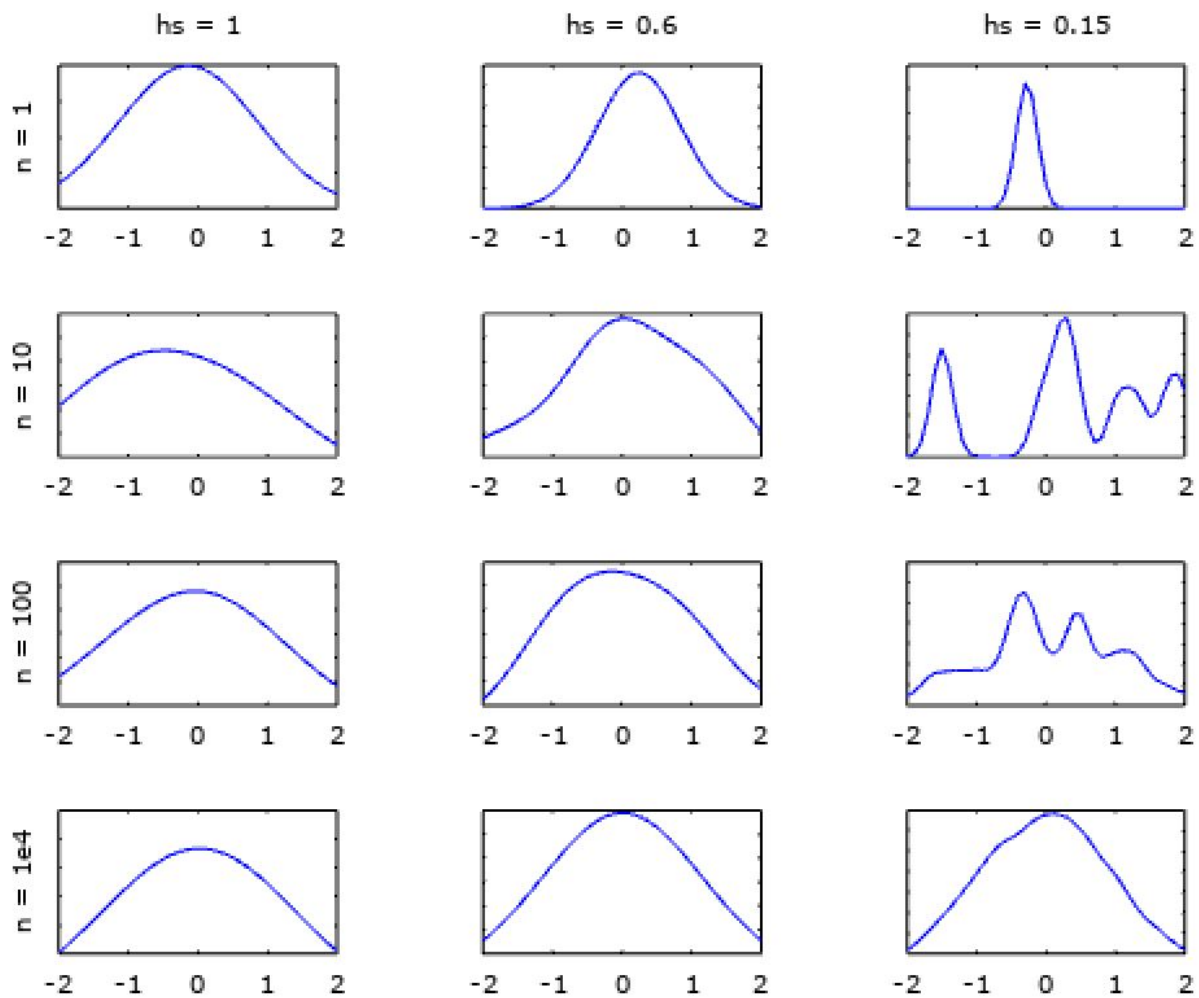 hs = 1 hs = 0.6 hs = 0.15
n = 1
-2 -1 0 1 2 -2 -1 0 1 2 -2 -1 0 1 2
n = 10
-2 -1 0 1 2 -2 -1 0 1 2 -2 -1 0 1 2
n = 100
-2 -1 0 1 2 -2 -1 0 1 2 -2 -1 0 1 2
n = 1e4
-2 -1 0 1 2 -2 -1 0 1 2 -2 -1 0 1 2